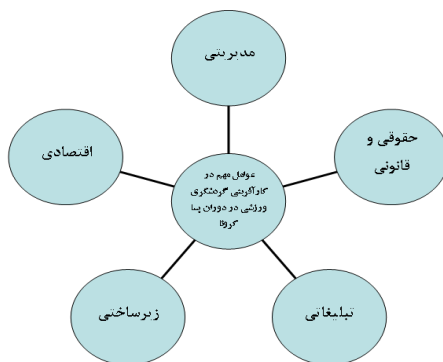 مدیریتی
حقوقی و
قانونی
اقتصادی
عوامل مهم در
کارآفرینی گردشگری
ورزشی در دوران پسا
کرونا
زیرساختی
تبلیغاتی